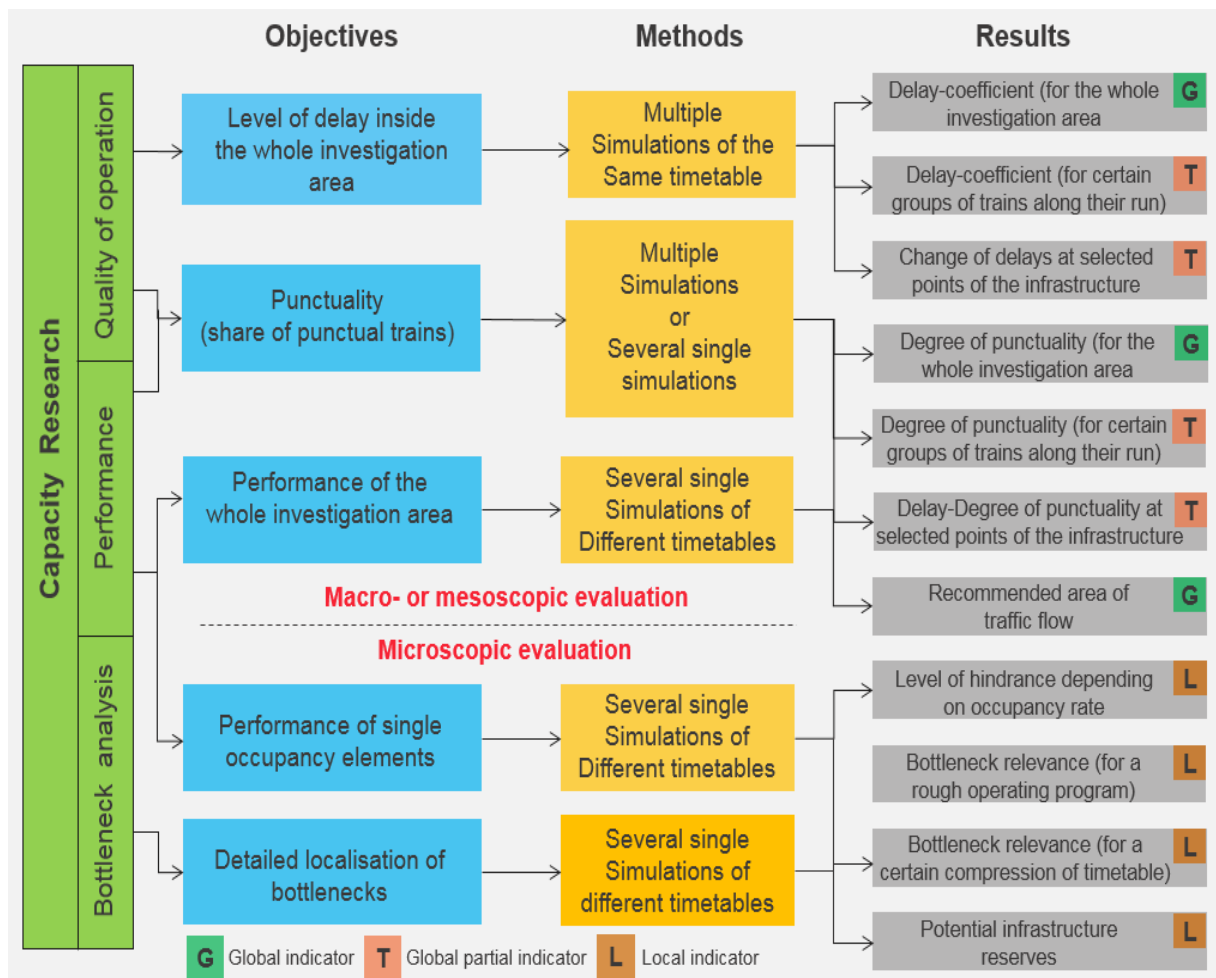 Objectives
Methods
Results
Capacity Research
Quality of operation
Performance
Bottleneck analysis
Level of delay inside
the whole investigation
area
Multiple
Simulations of the
Same timetable
Delay-coefficient (for the whole
investigation area
G
Delay-coefficient (for certain
groups of trains along their run)
T
Change of delays at selected
points of the infrastructure
T
Punctuality
(share of punctual trains)
Multiple
Simulations
or
Several single
simulations
Degree of punctuality (for the
whole investigation area
G
Degree of punctuality (for certain
groups of trains along their run)
T
Performance of the
whole investigation area
Several single
Simulations of
Different timetables
Delay-Degree of punctuality at
selected points of the infrastructure
T
Recommended area of
traffic flow
G
Macro- or mesoscopic evaluation
Microscopic evaluation
Performance of single
occupancy elements
Several single
Simulations of
Different timetables
Level of hindrance depending
on occupancy rate
L
Bottleneck relevance (for a
rough operating program)
L
Detailed localisation of
bottlenecks
Several single
Simulations of
different timetables
Bottleneck relevance (for a
certain compression of timetable)
L
Potential infrastructure
reserves
L
G Global indicator T Global partial indicator L Local indicator